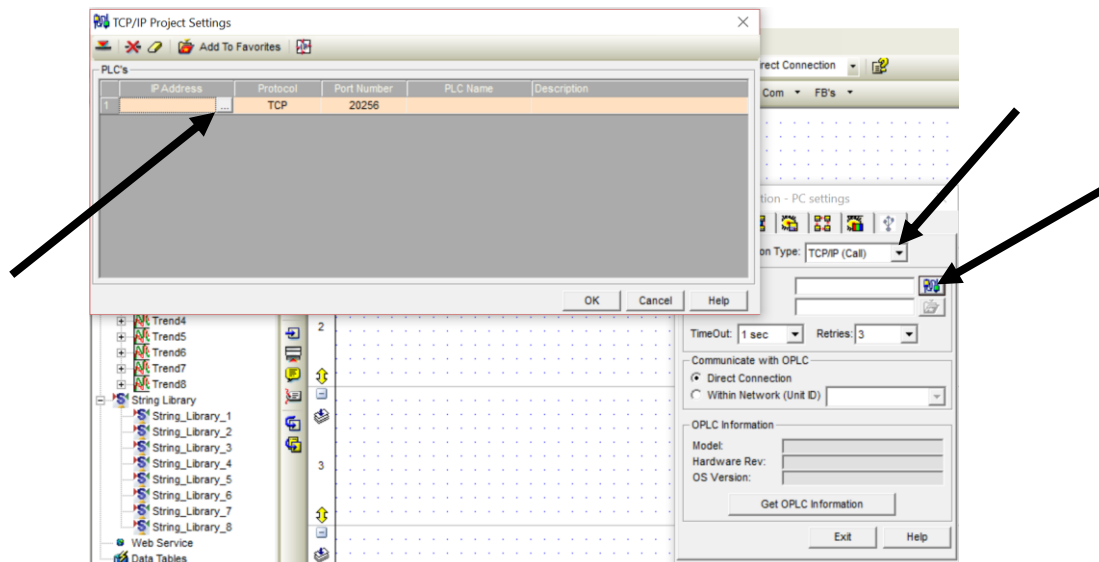 TCP/IP Project Settings
Add To Favorites
PLC's
IP Address Protocol Port Number PLC Name Description
1 ... TCP 20256
OK Cancel Help
rect Connection
Com FB's
tion - PC settings
on Type: TCP/IP (Call)
TimeOut: 1 sec Retries: 3
Communicate with OPLC
Direct Connection
Within Network (Unit ID)
OPLC Information
Model:
Hardware Rev:
OS Version:
Get OPLC Information
Exit Help
Trend4
Trend5
Trend6
Trend7
Trend8
String Library
String_Library_1
String_Library_2
String_Library_3
String_Library_4
String_Library_5
String_Library_6
String_Library_7
String_Library_8
Web Service
Data Tables
2
3